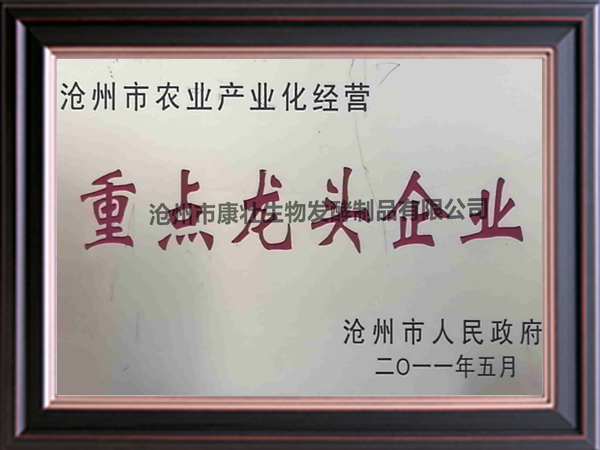 沧州市农业产业化经营
重点龙头企业
沧州市康壮生物发酵制品有限公司
沧州市人民政府
二〇一一年五月